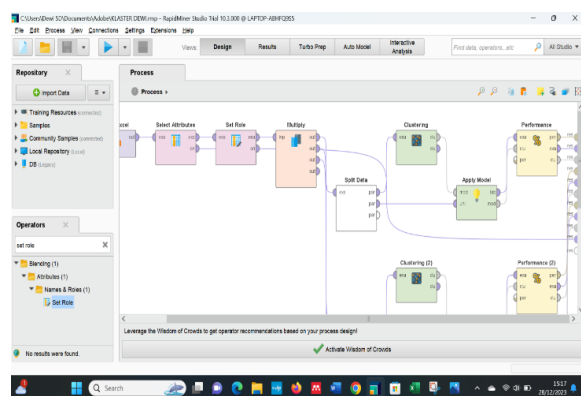 C:\Users\Dewi SC\Documents\Adobe\KLASTER DEWI.rmp – RapidMiner Studio Trial 10.3.000 @ LAPTOP-A8HFQ9SS
File Edit Process View Connections Settings Extensions Help
Views: Design Results Turbo Prep Auto Model Interactive Analysis
Find data, operators...etc All Studio
Repository
Import Data
Training Resources (connected)
Samples
Community Samples (connected)
Local Repository (Local)
DB (Legacy)
Operators
set role
Blending (1)
Attributes (1)
Names & Roles (1)
Set Role
No results were found.
Process
Process
Select Attributes
Set Role
Multiply
Clustering
Performance
Split Data
Apply Model
Clustering (2)
Performance (2)
Leverage the Wisdom of Crowds to get operator recommendations based on your process design!
Activate Wisdom of Crowds
Search
15:17
28/12/2023